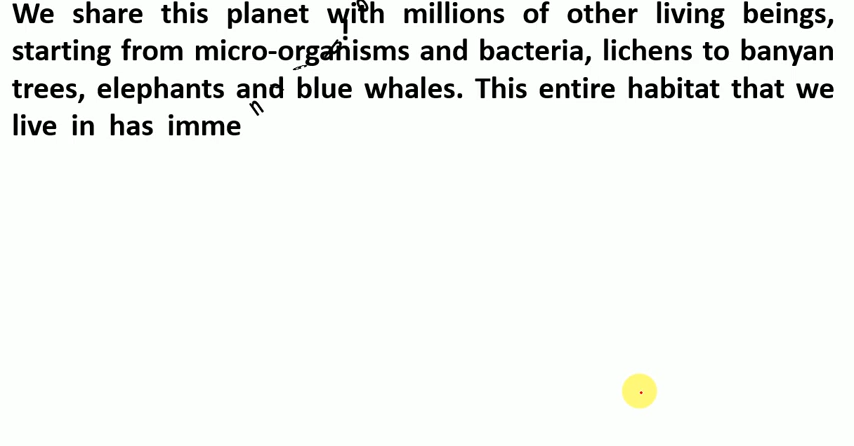 We share this planet with millions of other living beings,
starting from micro-organisms and bacteria, lichens to banyan
trees, elephants and blue whales. This entire habitat that we
live in has imme